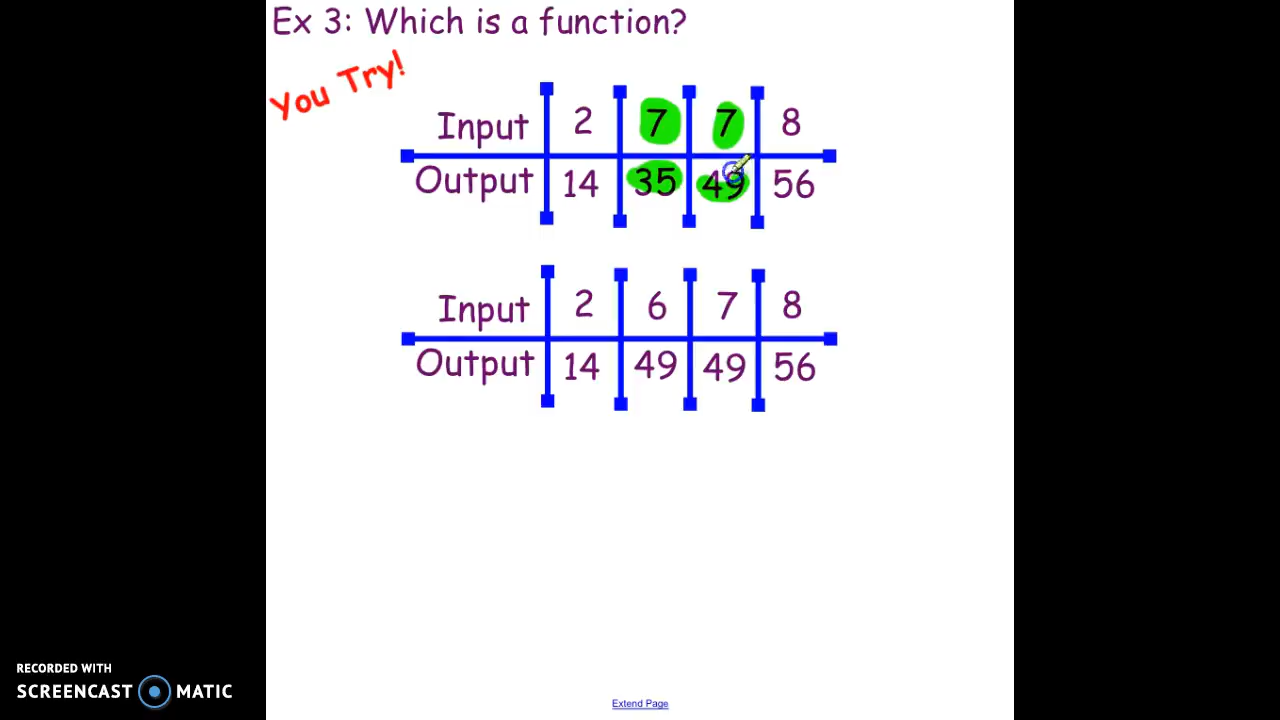 Ex 3: Which is a function?
You Try!
Input 2 7 7 8
Output 14 35 49 56
Input 2 6 7 8
Output 14 49 49 56
RECORDED WITH
SCREENCAST MATIC
Extend Page